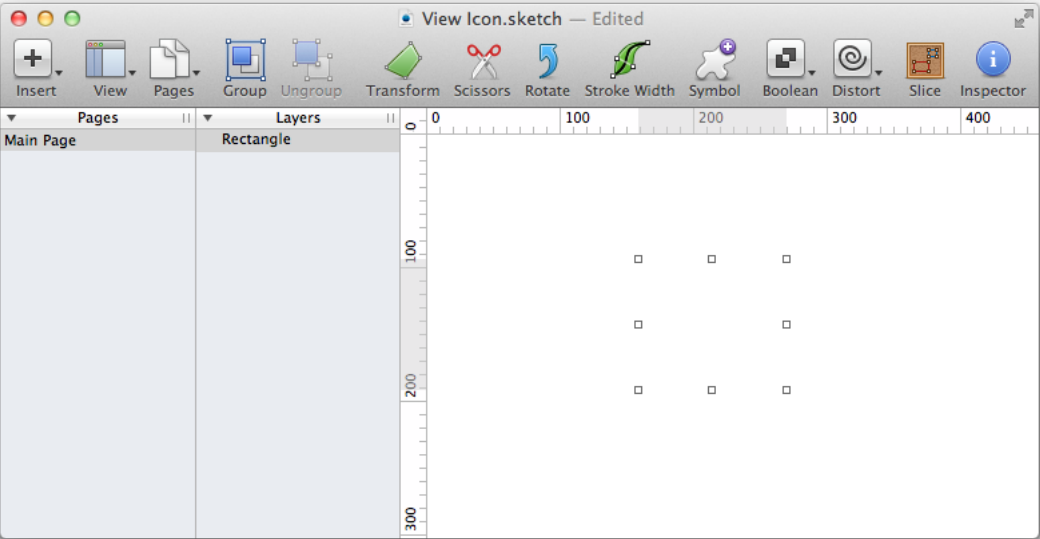 View Icon.sketch — Edited
Insert View Pages Group Ungroup Transform Scissors Rotate Stroke Width Symbol Boolean Distort Slice Inspector
Pages Layers 0 0 100 200 300 400
Main Page Rectangle
100
200
300